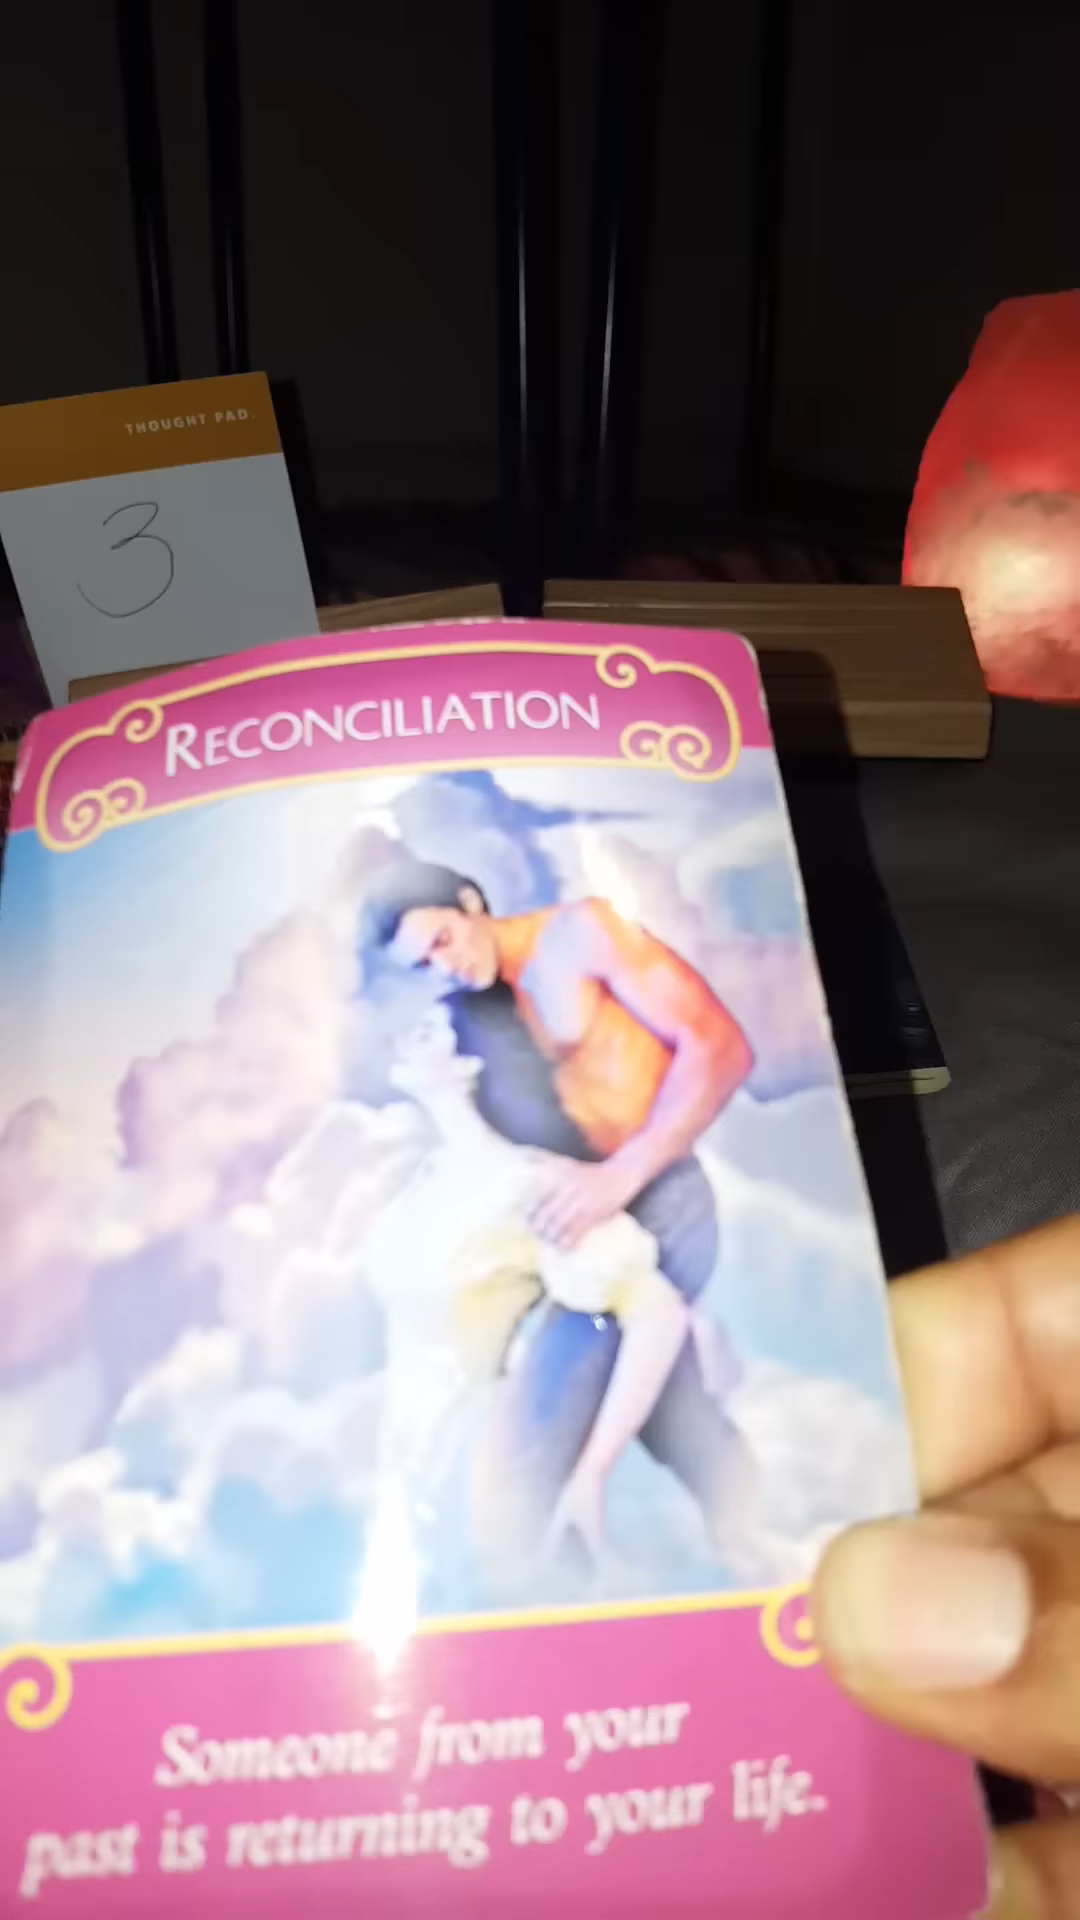 THOUGHT PAD.
3
RECONCILIATION
Someone from your
past is returning to your life.